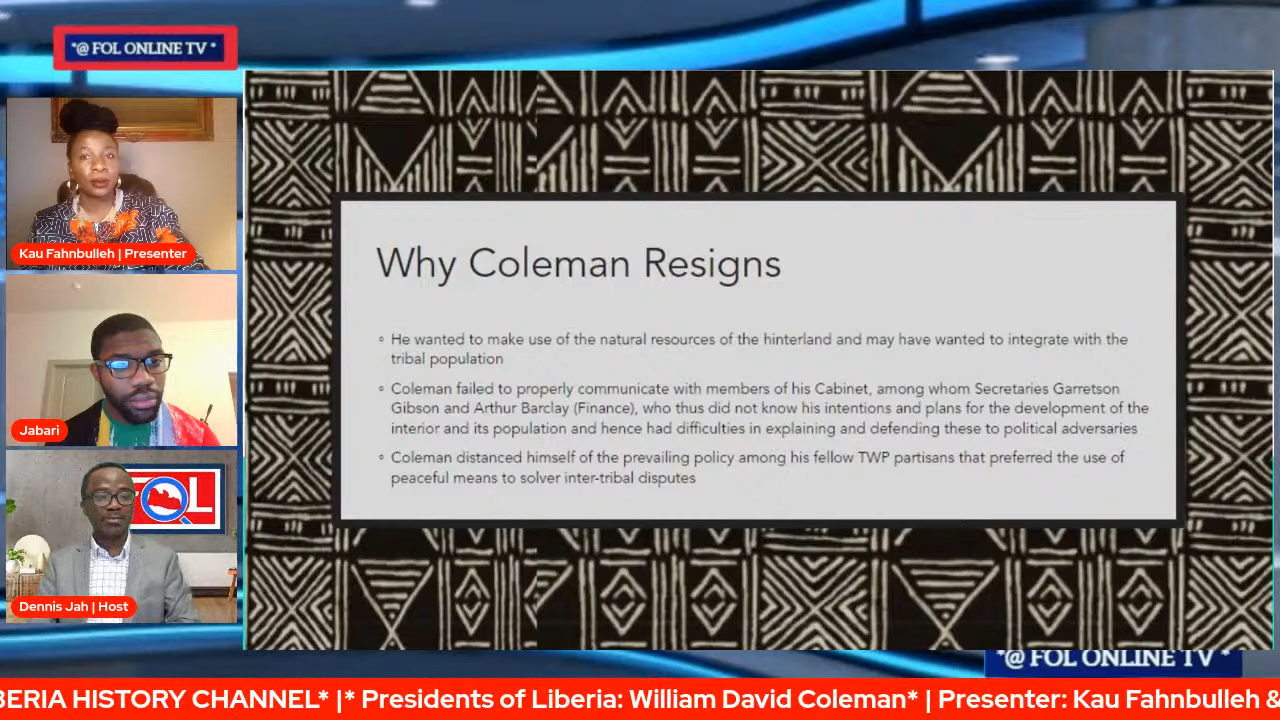 *@ FOL ONLINE TV *
Kau Fahnbulleh | Presenter
Jabari
FOL
Dennis Jah | Host
Why Coleman Resigns
He wanted to make use of the natural resources of the hinterland and may have wanted to integrate with the
tribal population
Coleman failed to properly communicate with members of his Cabinet, among whom Secretaries Garretson
Gibson and Arthur Barclay (Finance), who thus did not know his intentions and plans for the development of the
interior and its population and hence had difficulties in explaining and defending these to political adversaries
Coleman distanced himself of the prevailing policy among his fellow TWP partisans that preferred the use of
peaceful means to solver inter-tribal disputes
*@ FOL ONLINE TV *
BERIA HISTORY CHANNEL* |* Presidents of Liberia: William David Coleman* | Presenter: Kau Fahnbulleh &